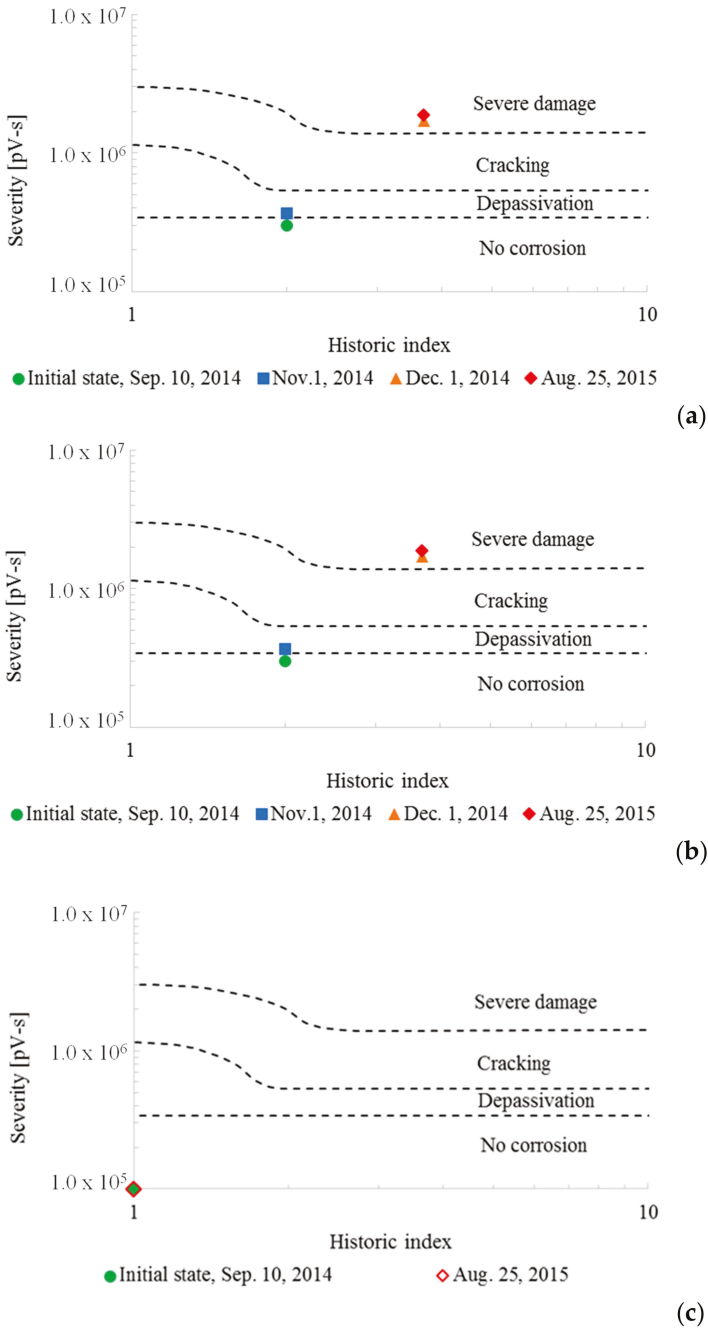 1.0 x 10⁷
Severe damage
1.0 x 10⁶
Cracking
Depassivation
No corrosion
1.0 x 10⁵
Severity [pV-s]
1 10
Historic index
Initial state, Sep. 10, 2014 Nov.1, 2014 Dec. 1, 2014 Aug. 25, 2015
(a)
1.0 x 10⁷
Severe damage
1.0 x 10⁶
Cracking
Depassivation
No corrosion
1.0 x 10⁵
Severity [pV-s]
1 10
Historic index
Initial state, Sep. 10, 2014 Nov.1, 2014 Dec. 1, 2014 Aug. 25, 2015
(b)
1.0 x 10⁷
Severe damage
1.0 x 10⁶
Cracking
Depassivation
No corrosion
1.0 x 10⁵
Severity [pV-s]
1 10
Historic index
Initial state, Sep. 10, 2014 Aug. 25, 2015
(c)